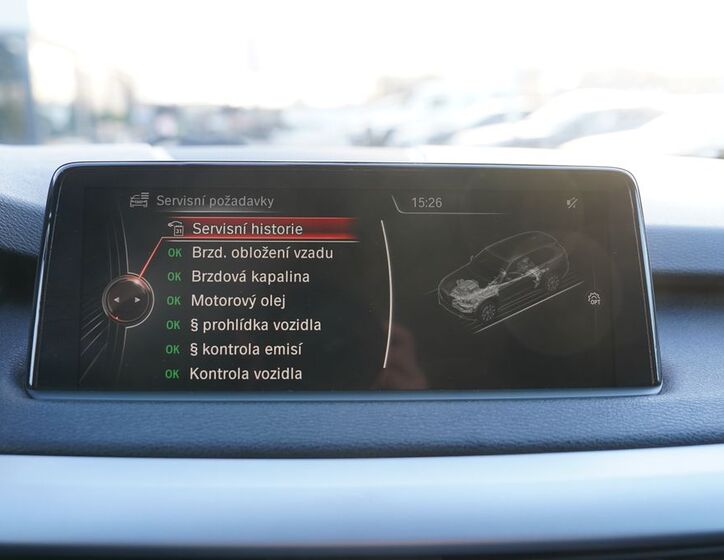 Servisní požadavky
15:26
Servisní historie
OK Brzd. obložení vzadu
OK Brzdová kapalina
OK Motorový olej
OK § prohlídka vozidla
OK § kontrola emisí
OK Kontrola vozidla
OPT